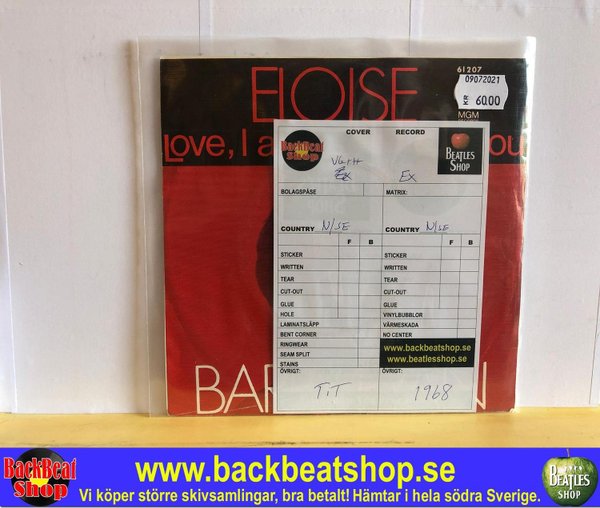 ELOISE
61207
09072021
KR 60.00
MGM
Love, I a
ou
BackBeat
Shop
COVER
RECORD
BEATLES
SHOP
Ex
BOLAGSPÅSE
MATRIX:
COUNTRY N/SE
COUNTRY N/SE
F B
F B
STICKER
STICKER
WRITTEN
WRITTEN
TEAR
TEAR
CUT-OUT
CUT-OUT
GLUE
GLUE
HOLE
VINYLBUBBLOR
LAMINATSLÄPP
VÄRMESKADA
BENT CORNER
NO CENTER
RINGWEAR
www.backbeatshop.se
SEAM SPLIT
www.beatlesshop.se
STAINS
ÖVRIGT:
ÖVRIGT:
T.T
1968
BAR
N
BackBeat
Shop
www.backbeatshop.se
Vi köper större skivsamlingar, bra betalt! Hämtar i hela södra Sverige.
BEATLES
SHOP